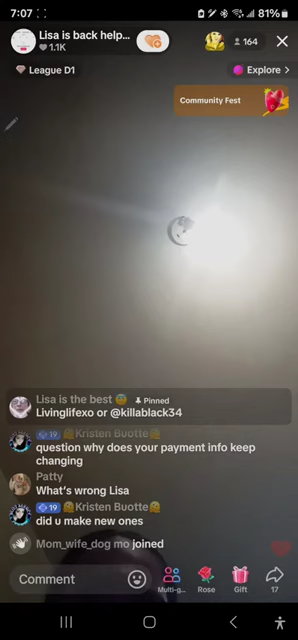 7:07
81%
Lisa is back help...
1.1K
164
League D1
Explore >
Community Fest
Lisa is the best 😇 Pinned
Livinglifexo or @killablack34
19 🫠Kristen Buotte🫠
question why does your payment info keep
changing
Patty
What's wrong Lisa
19 🫠Kristen Buotte🫠
did u make new ones
Mom_wife_dog mo joined
Comment
Multi-g...
Rose
Gift
17